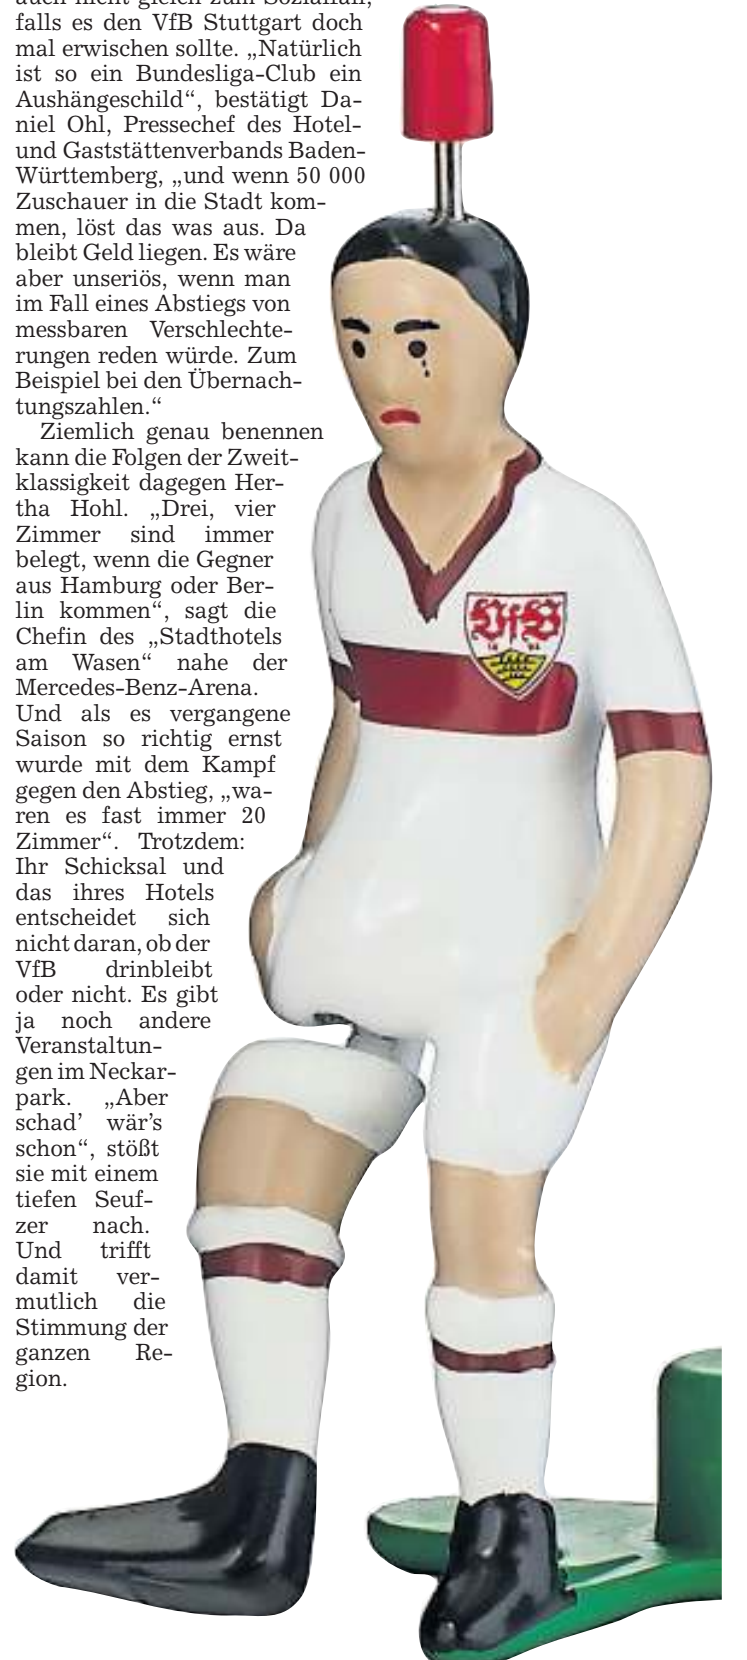 auch nicht gleich zum Sozialfall,
falls es den VfB Stuttgart doch
mal erwischen sollte. „Natürlich
ist so ein Bundesliga-Club ein
Aushängeschild“, bestätigt Da-
niel Ohl, Pressechef des Hotel-
und Gaststättenverbands Baden-
Württemberg, „und wenn 50 000
Zuschauer in die Stadt kom-
men, löst das was aus. Da
bleibt Geld liegen. Es wäre
aber unseriös, wenn man
im Fall eines Abstiegs von
messbaren Verschlechte-
rungen reden würde. Zum
Beispiel bei den Übernach-
tungszahlen.“
Ziemlich genau benennen
kann die Folgen der Zweit-
klassigkeit dagegen Her-
tha Hohl. „Drei, vier
Zimmer sind immer
belegt, wenn die Gegner
aus Hamburg oder Ber-
lin kommen“, sagt die
Chefin des „Stadthotels
am Wasen“ nahe der
Mercedes-Benz-Arena.
Und als es vergangene
Saison so richtig ernst
wurde mit dem Kampf
gegen den Abstieg, „wa-
ren es fast immer 20
Zimmer“. Trotzdem:
Ihr Schicksal und
das ihres Hotels
entscheidet sich
nicht daran, ob der
VfB drinbleibt
oder nicht. Es gibt
ja noch andere
Veranstaltun-
gen im Neckar-
park. „Aber
schad’ wär’s
schon“, stößt
sie mit einem
tiefen Seuf-
zer nach.
Und trifft
damit ver-
mutlich die
Stimmung der
ganzen Re-
gion.
VfB
18 93